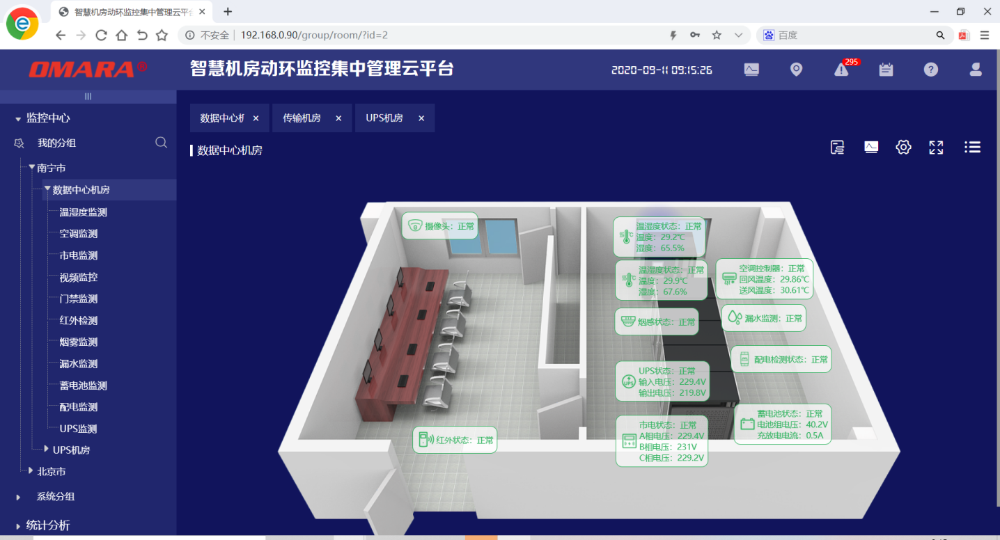 智慧机房动环监控集中管理云平台
不安全 192.168.0.90/group/room/?id=2
百度
OMARA®
智慧机房动环监控集中管理云平台
2020-09-11 09:15:26
295
监控中心
我的分组
南宁市
数据中心机房
温湿度监测
空调监测
市电监测
视频监控
门禁监测
红外检测
烟雾监测
漏水监测
蓄电池监测
配电监测
UPS监测
UPS机房
北京市
系统分组
统计分析
数据中心机
传输机房
UPS机房
数据中心机房
摄像头：正常
温湿度状态：正常
温度：29.2℃
湿度：65.5%
温湿度状态：正常
温度：29.9℃
湿度：67.6%
空调控制器：正常
回风温度：29.86℃
送风温度：30.61℃
烟感状态：正常
漏水监测：正常
配电检测状态：正常
UPS状态：正常
输入电压：229.4V
输出电压：219.8V
蓄电池状态：正常
电池组电压：40.2V
充放电电流：0.5A
市电状态：正常
A相电压：229.4V
B相电压：231V
C相电压：229.2V
红外状态：正常